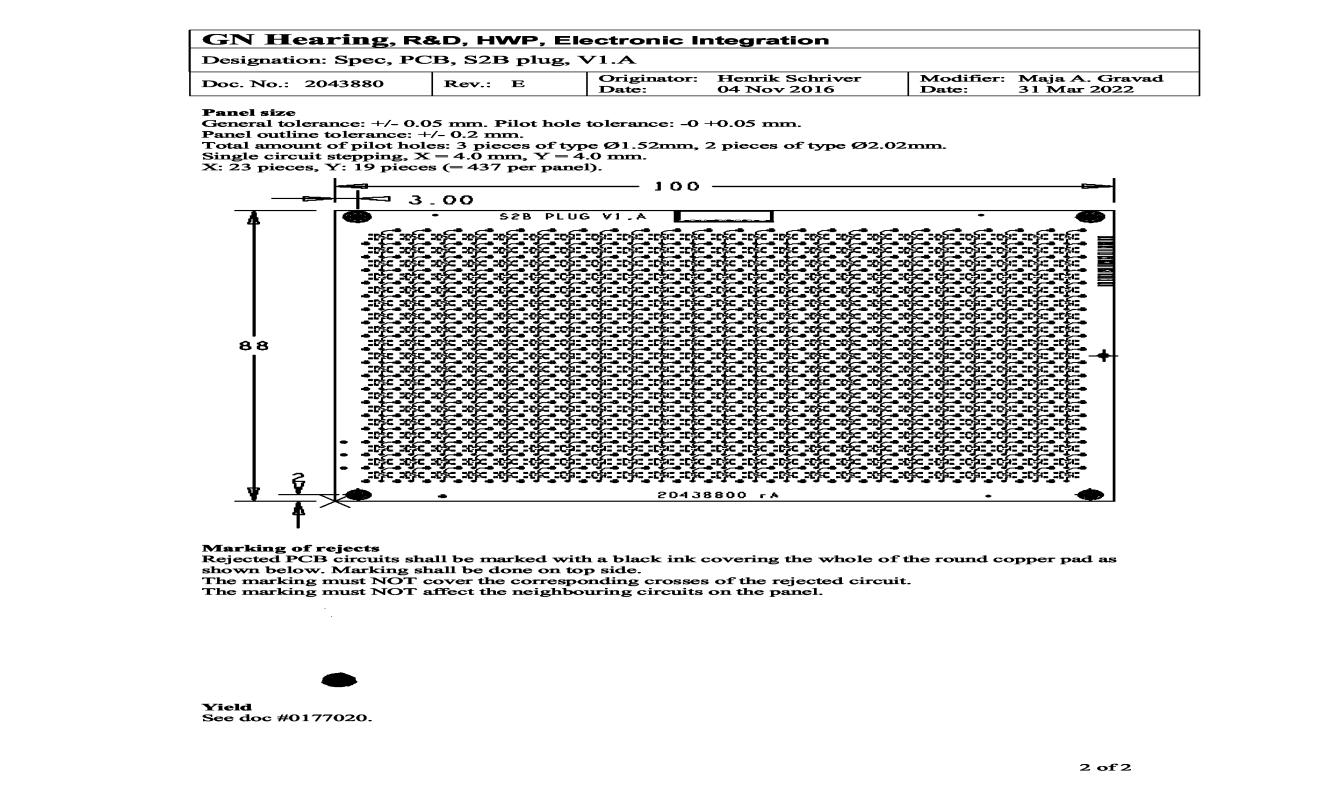 GN Hearing, R&D, HWP, Electronic Integration
Designation: Spec, PCB, S2B plug, V1.A
Doc. No.: 2043880 Rev.: E Originator: Henrik Schriver Modifier: Maja A. Gravad
Date: 04 Nov 2016 Date: 31 Mar 2022
Panel size
General tolerance: +/- 0.05 mm. Pilot hole tolerance: -0 +0.05 mm.
Panel outline tolerance: +/- 0.2 mm.
Total amount of pilot holes: 3 pieces of type Ø1.52mm, 2 pieces of type Ø2.02mm.
Single circuit stepping, X = 4.0 mm, Y = 4.0 mm.
X: 23 pieces, Y: 19 pieces (= 437 per panel).
100
3.00
S2B PLUG V1.A
88
2
20438800 rA
Marking of rejects
Rejected PCB circuits shall be marked with a black ink covering the whole of the round copper pad as
shown below. Marking shall be done on top side.
The marking must NOT cover the corresponding crosses of the rejected circuit.
The marking must NOT affect the neighbouring circuits on the panel.
Yield
See doc #0177020.
2 of 2